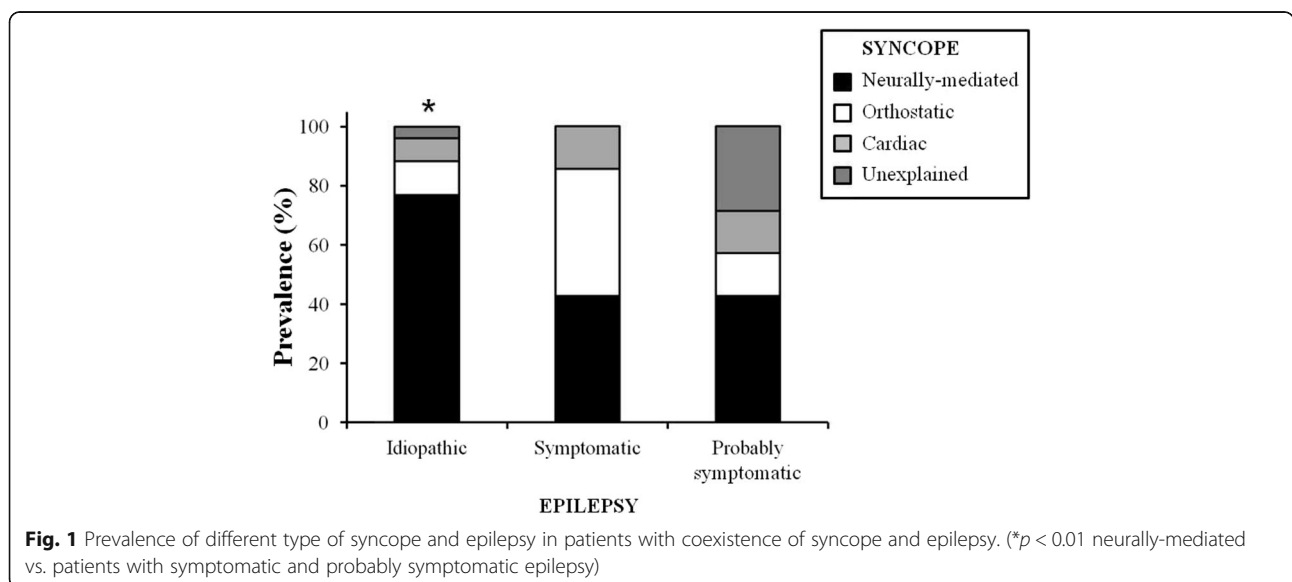 SYNCOPE
Neurally-mediated
Orthostatic
Cardiac
Unexplained
*
100
80
60
40
20
0
Prevalence (%)
Idiopathic
Symptomatic
Probably
symptomatic
EPILEPSY
Fig. 1 Prevalence of different type of syncope and epilepsy in patients with coexistence of syncope and epilepsy. (*p < 0.01 neurally-mediated
vs. patients with symptomatic and probably symptomatic epilepsy)